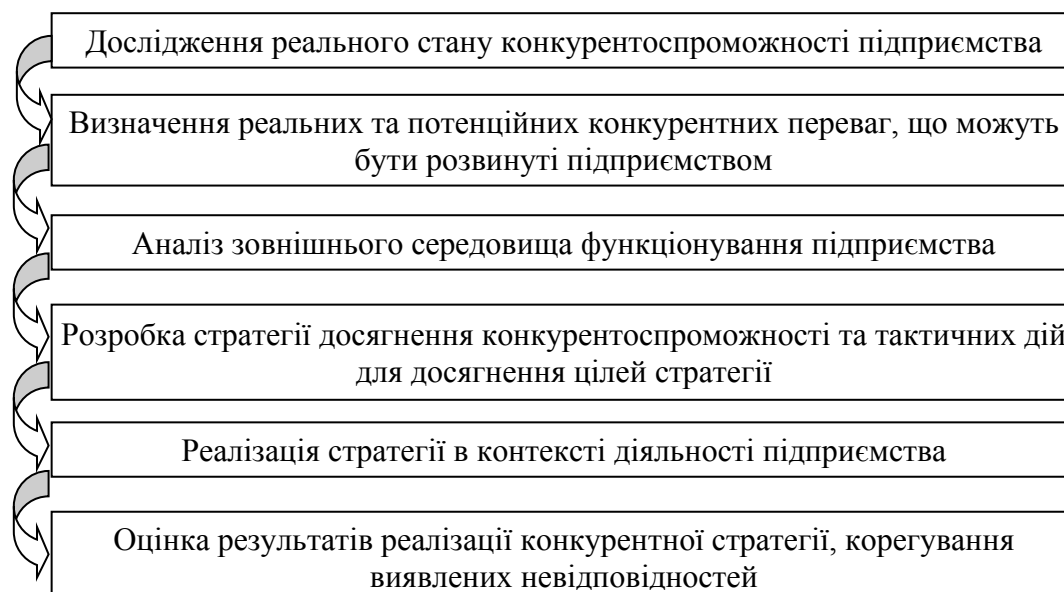 Дослідження реального стану конкурентоспроможності підприємства
Визначення реальних та потенційних конкурентних переваг, що можуть
бути розвинуті підприємством
Аналіз зовнішнього середовища функціонування підприємства
Розробка стратегії досягнення конкурентоспроможності та тактичних дій
для досягнення цілей стратегії
Реалізація стратегії в контексті діяльності підприємства
Оцінка результатів реалізації конкурентної стратегії, корегування
виявлених невідповідностей